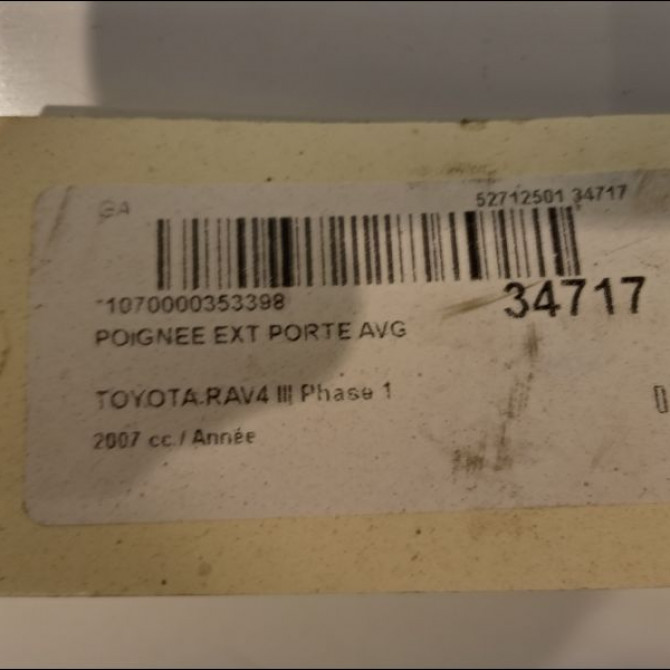 GA
52712501 34717
*1070000353398
34717
POIGNEE EXT PORTE AVG
TOYOTA RAV4 III Phase 1
2007 cc / Année